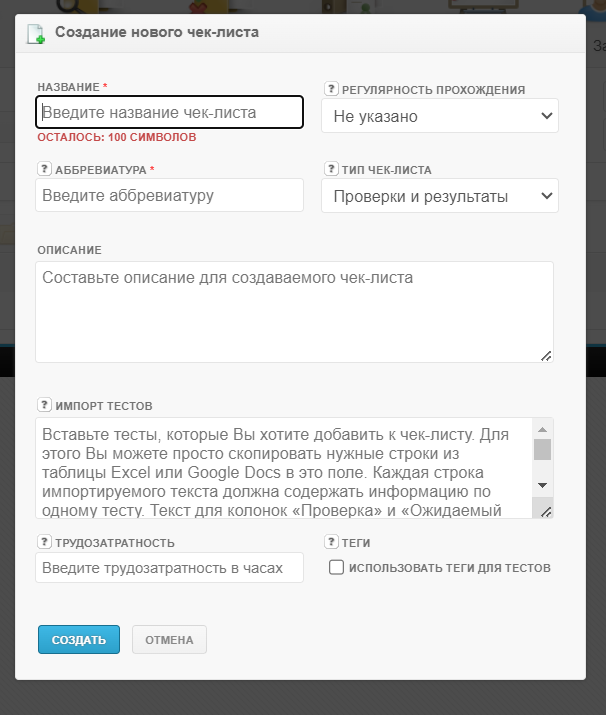 За
Создание нового чек-листа
НАЗВАНИЕ *
Введите название чек-листа
ОСТАЛОСЬ: 100 СИМВОЛОВ
? РЕГУЛЯРНОСТЬ ПРОХОЖДЕНИЯ
Не указано
? АББРЕВИАТУРА *
Введите аббревиатуру
? ТИП ЧЕК-ЛИСТА
Проверки и результаты
ОПИСАНИЕ
Составьте описание для создаваемого чек-листа
? ИМПОРТ ТЕСТОВ
Вставьте тесты, которые Вы хотите добавить к чек-листу. Для
этого Вы можете просто скопировать нужные строки из
таблицы Excel или Google Docs в это поле. Каждая строка
импортируемого текста должна содержать информацию по
одному тесту. Текст для колонок «Проверка» и «Ожидаемый
? ТРУДОЗАТРАТНОСТЬ
Введите трудозатратность в часах
? ТЕГИ
ИСПОЛЬЗОВАТЬ ТЕГИ ДЛЯ ТЕСТОВ
СОЗДАТЬ
ОТМЕНА